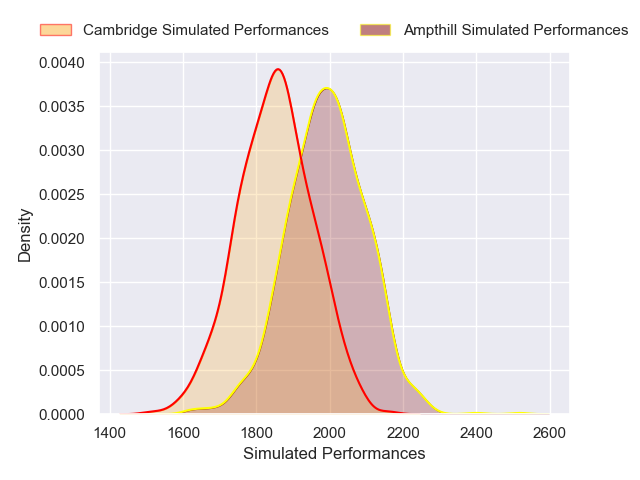 Cambridge Simulated Performances
Ampthill Simulated Performances
0.0040
0.0035
0.0030
0.0025
0.0020
0.0015
0.0010
0.0005
0.0000
Density
1400 1600 1800 2000 2200 2400 2600
Simulated Performances